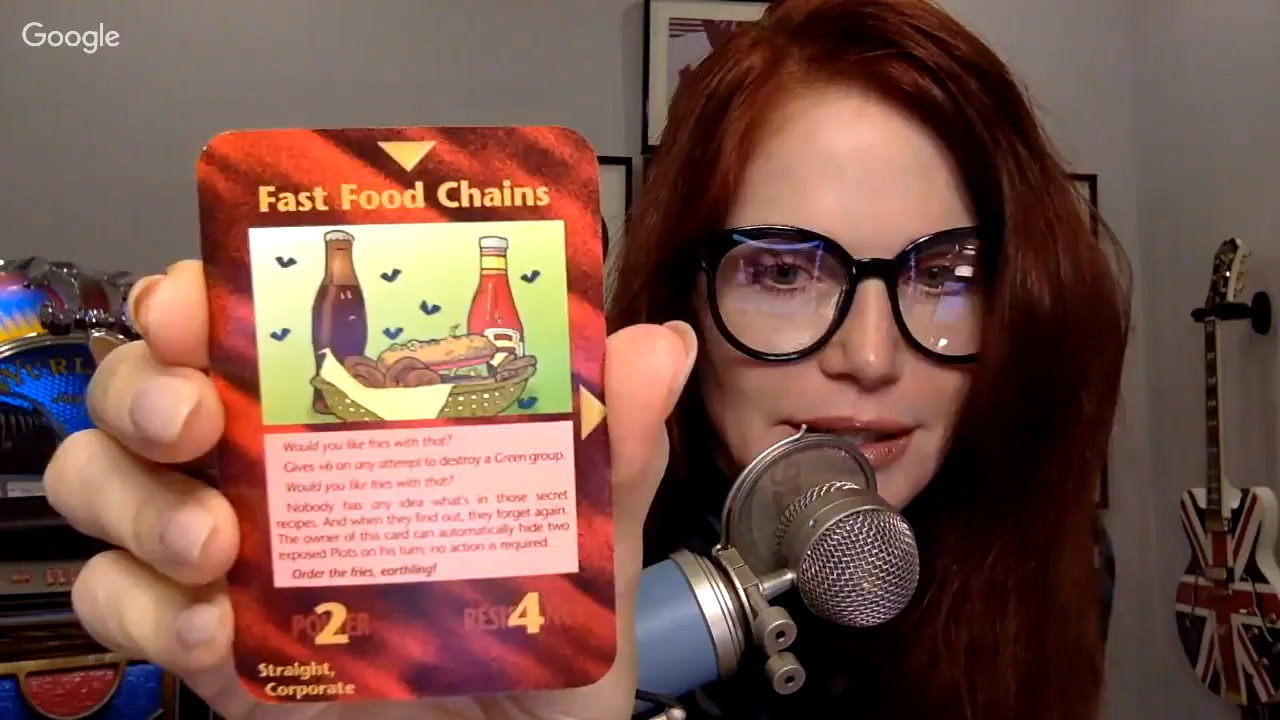 Google
Fast Food Chains
Would you like fries with that?
Gives +6 on any attempt to destroy a Green group.
Would you like fries with that?
Nobody has any idea what's in those secret
recipes. And when they find out, they forget again.
The owner of this card can automatically hide two
exposed Plots on his turn; no action is required.
Order the fries, earthling!
2 4
Straight,
Corporate